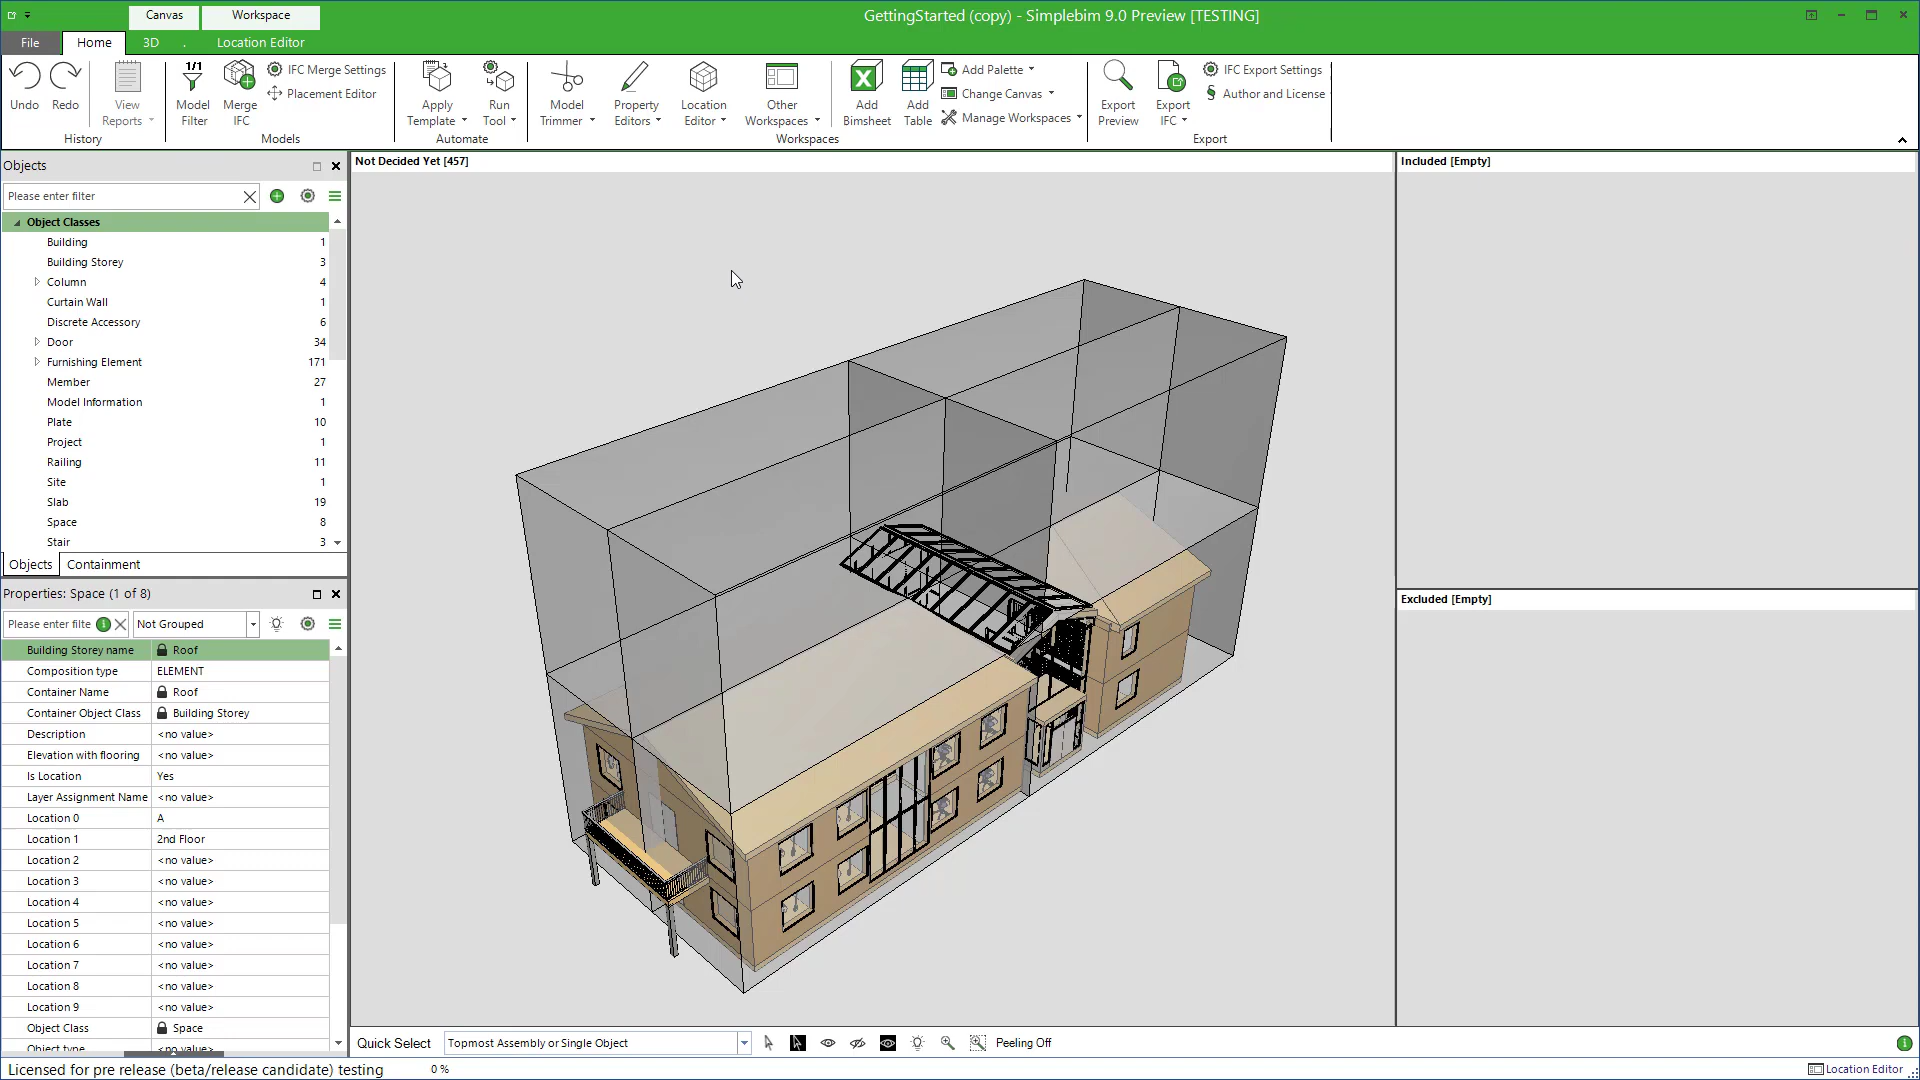 Canvas
Workspace
GettingStarted (copy) - Simplebim 9.0 Preview [TESTING]
File
Home
3D
.
Location Editor
Undo
Redo
View Reports
History
1/1
Model Filter
Merge IFC
IFC Merge Settings
Placement Editor
Models
Apply Template
Run Tool
Automate
Model Trimmer
Property Editors
Location Editor
Other Workspaces
Add Bimsheet
Add Table
Add Palette
Change Canvas
Manage Workspaces
Workspaces
Export Preview
Export IFC
IFC Export Settings
Author and License
Export
Objects
Please enter filter
Object Classes
Building 1
Building Storey 3
Column 4
Curtain Wall 1
Discrete Accessory 6
Door 34
Furnishing Element 171
Member 27
Model Information 1
Plate 10
Project 1
Railing 11
Site 1
Slab 19
Space 8
Stair 3
Objects
Containment
Properties: Space (1 of 8)
Please enter filte
Not Grouped
Building Storey name Roof
Composition type ELEMENT
Container Name Roof
Container Object Class Building Storey
Description <no value>
Elevation with flooring <no value>
Is Location Yes
Layer Assignment Name <no value>
Location 0 A
Location 1 2nd Floor
Location 2 <no value>
Location 3 <no value>
Location 4 <no value>
Location 5 <no value>
Location 6 <no value>
Location 7 <no value>
Location 8 <no value>
Location 9 <no value>
Object Class Space
Object type <no value>
Not Decided Yet [457]
Included [Empty]
Excluded [Empty]
Quick Select
Topmost Assembly or Single Object
Peeling Off
Licensed for pre release (beta/release candidate) testing
0 %
Location Editor